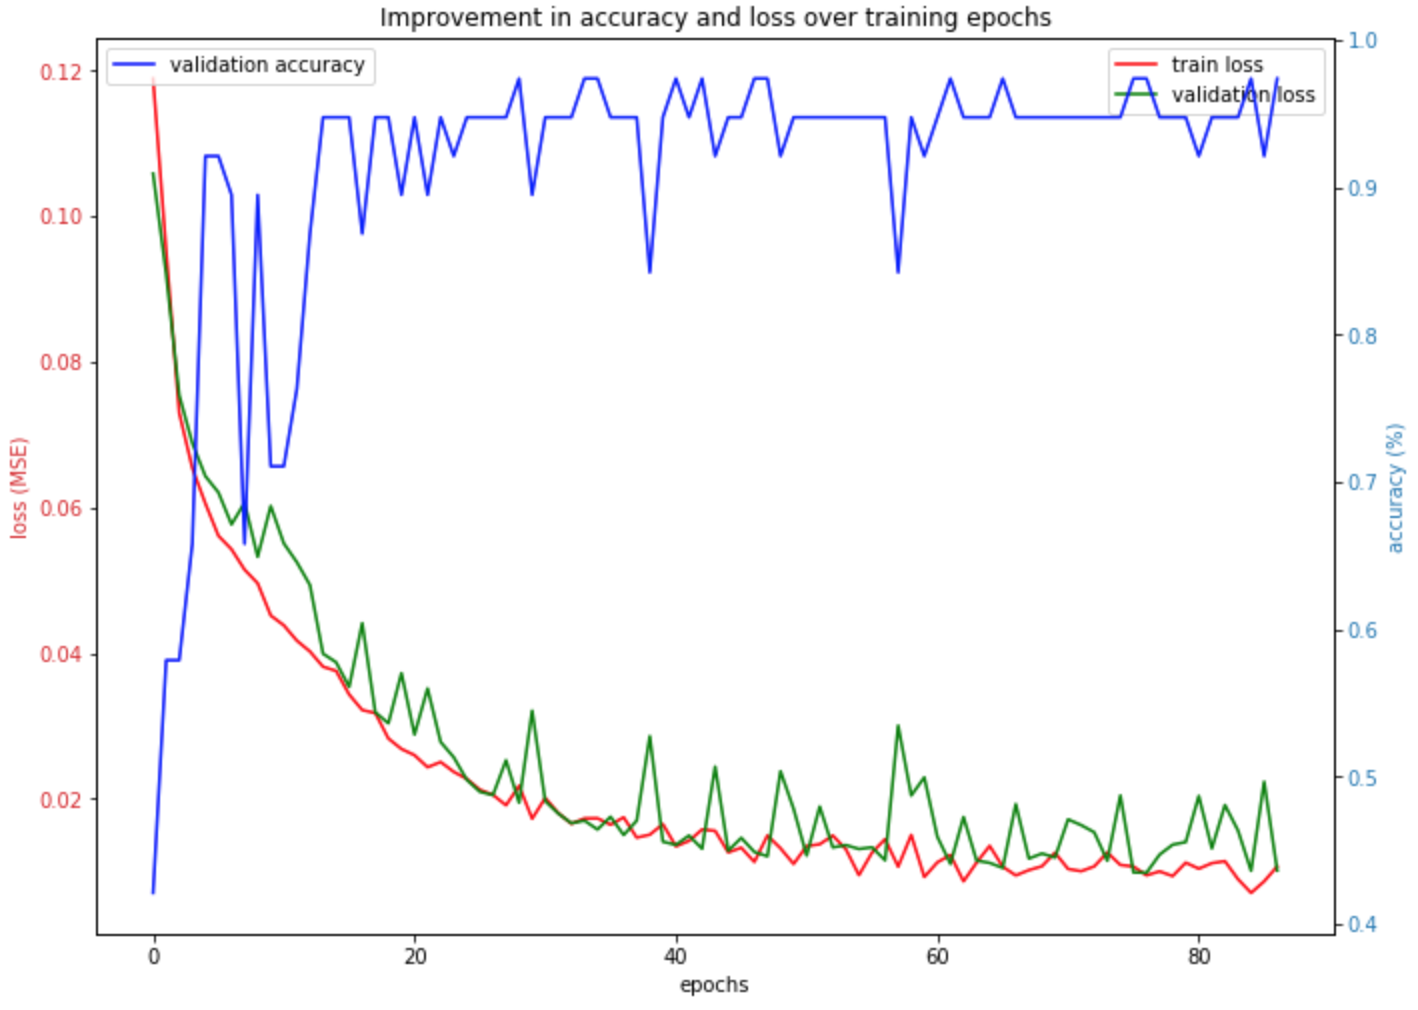 Improvement in accuracy and loss over training epochs
validation accuracy
train loss
validation loss
0.12
0.10
0.08
0.06
0.04
0.02
loss (MSE)
1.0
0.9
0.8
0.7
0.6
0.5
0.4
accuracy (%)
0 20 40 60 80
epochs